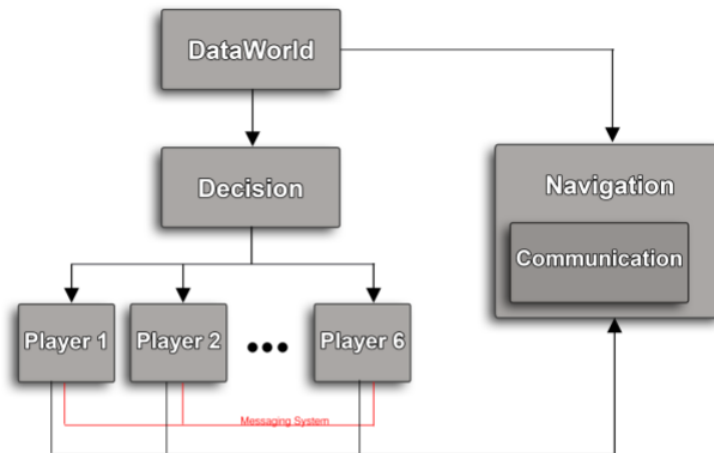 DataWorld
Decision
Navigation
Communication
Player 1
Player 2
Player 6
Messaging System